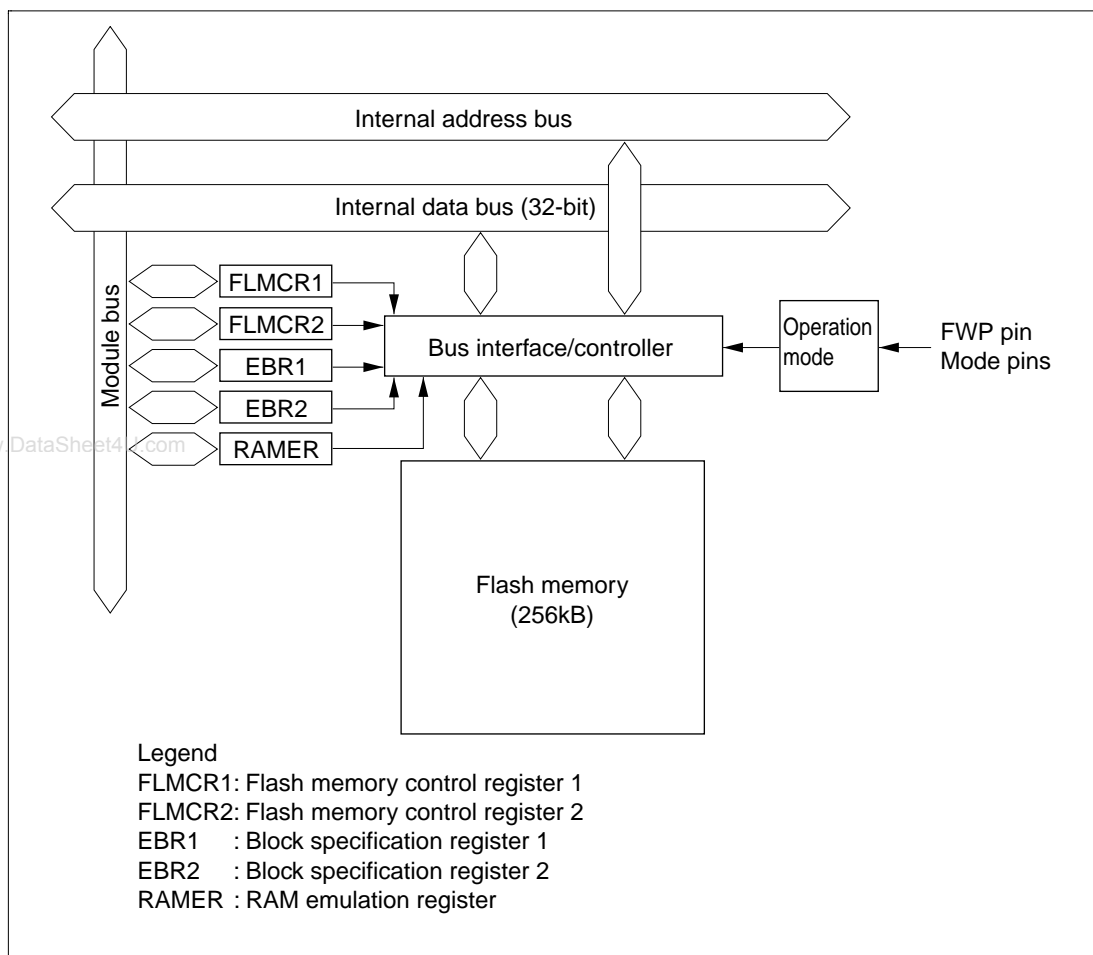 Internal address bus
Internal data bus (32-bit)
Module bus
FLMCR1
FLMCR2
EBR1
EBR2
RAMER
Bus interface/controller
Operation
mode
FWP pin
Mode pins
Flash memory
(256kB)
Legend
FLMCR1: Flash memory control register 1
FLMCR2: Flash memory control register 2
EBR1 : Block specification register 1
EBR2 : Block specification register 2
RAMER : RAM emulation register